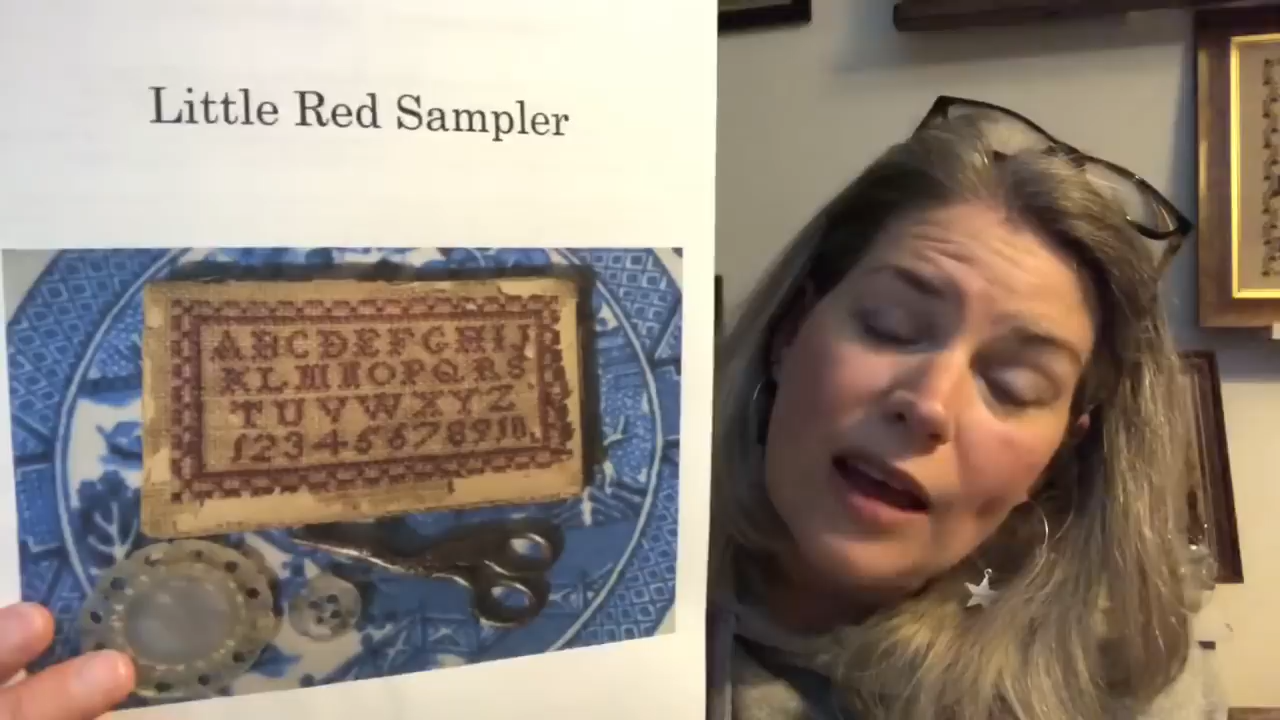 Little Red Sampler
ABCDEFGHIJ
KLMNOPQRS
TUVWXYZ
12345678910